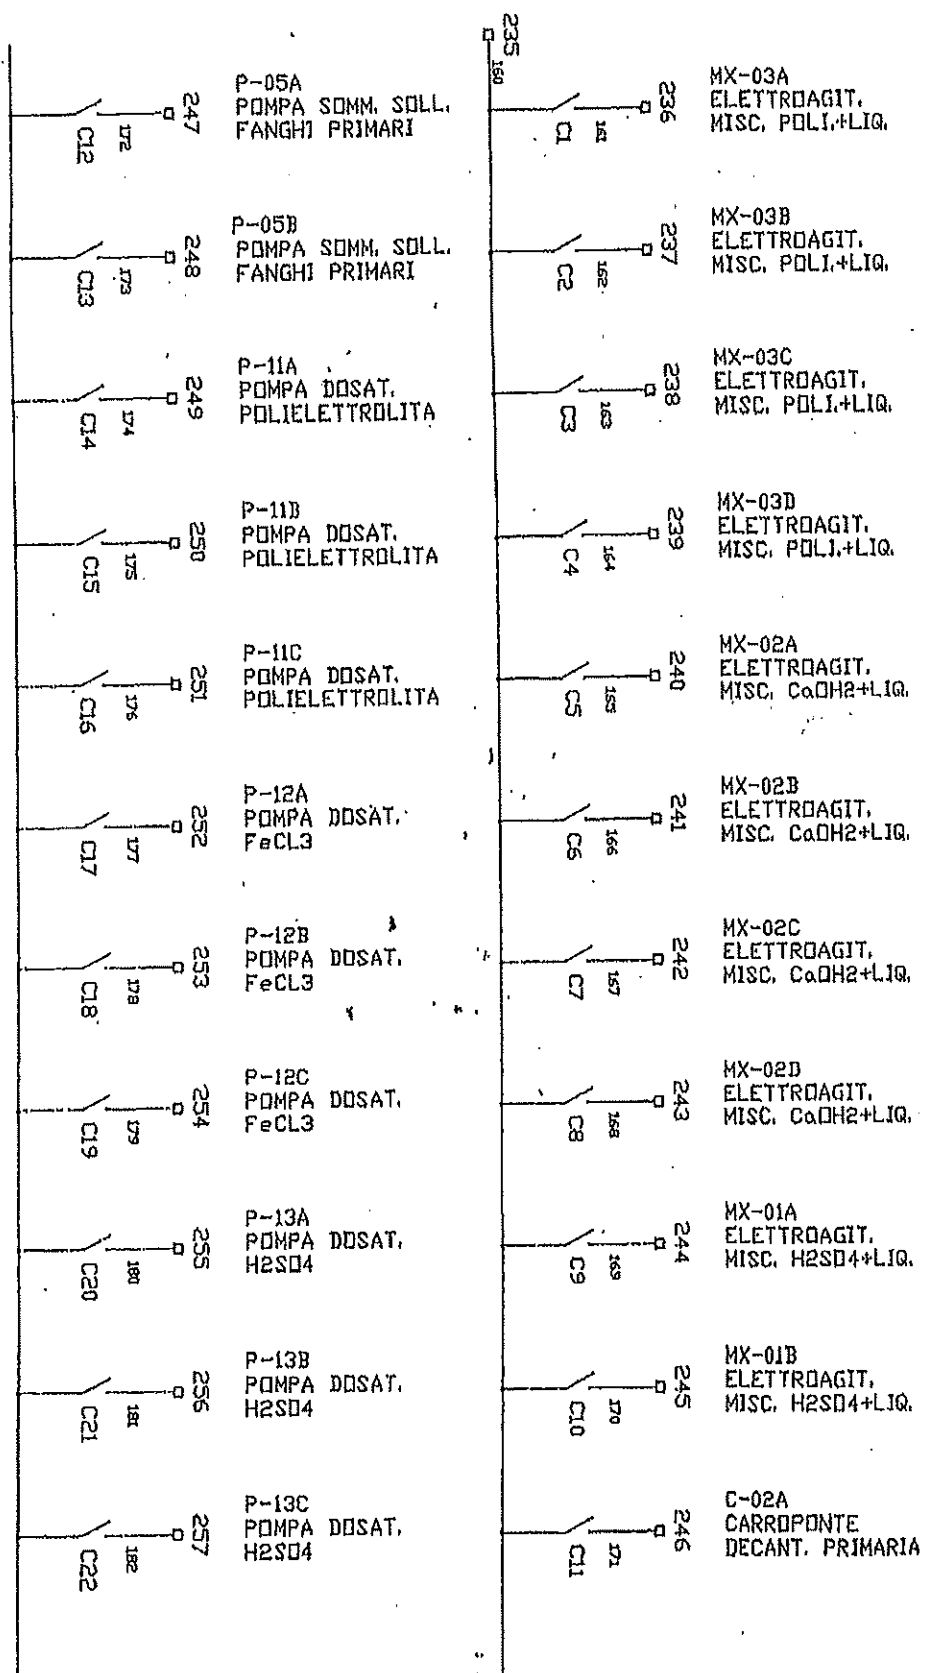 235
160
MX-03A
ELETTROAGIT.
MISC. POLI.+LIQ.
236
161
C1
MX-03B
ELETTROAGIT.
MISC. POLI.+LIQ.
237
162
C2
MX-03C
ELETTROAGIT.
MISC. POLI.+LIQ.
238
163
C3
MX-03D
ELETTROAGIT.
MISC. POLI.+LIQ.
239
164
C4
MX-02A
ELETTROAGIT.
MISC. CaOH2+LIQ.
240
165
C5
MX-02B
ELETTROAGIT.
MISC. CaOH2+LIQ.
241
166
C6
MX-02C
ELETTROAGIT.
MISC. CaOH2+LIQ.
242
167
C7
MX-02D
ELETTROAGIT.
MISC. CaOH2+LIQ.
243
168
C8
MX-01A
ELETTROAGIT.
MISC. H2SO4+LIQ.
244
169
C9
MX-01B
ELETTROAGIT.
MISC. H2SO4+LIQ.
245
170
C10
C-02A
CARROPONTE
DECANT. PRIMARIA
246
171
C11
P-05A
POMPA SOMM. SOLL.
FANGHI PRIMARI
247
172
C12
P-05B
POMPA SOMM. SOLL.
FANGHI PRIMARI
248
173
C13
P-11A
POMPA DOSAT.
POLIELETTROLITA
249
174
C14
P-11B
POMPA DOSAT.
POLIELETTROLITA
250
175
C15
P-11C
POMPA DOSAT.
POLIELETTROLITA
251
176
C16
P-12A
POMPA DOSAT.
FeCL3
252
177
C17
P-12B
POMPA DOSAT.
FeCL3
253
178
C18
P-12C
POMPA DOSAT.
FeCL3
254
179
C19
P-13A
POMPA DOSAT.
H2SO4
255
180
C20
P-13B
POMPA DOSAT.
H2SO4
256
181
C21
P-13C
POMPA DOSAT.
H2SO4
257
182
C22